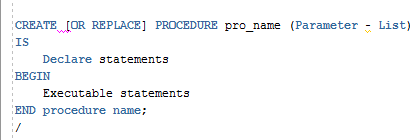 CREATE [OR REPLACE] PROCEDURE pro_name (Parameter - List)
IS
Declare statements
BEGIN
Executable statements
END procedure name;
/